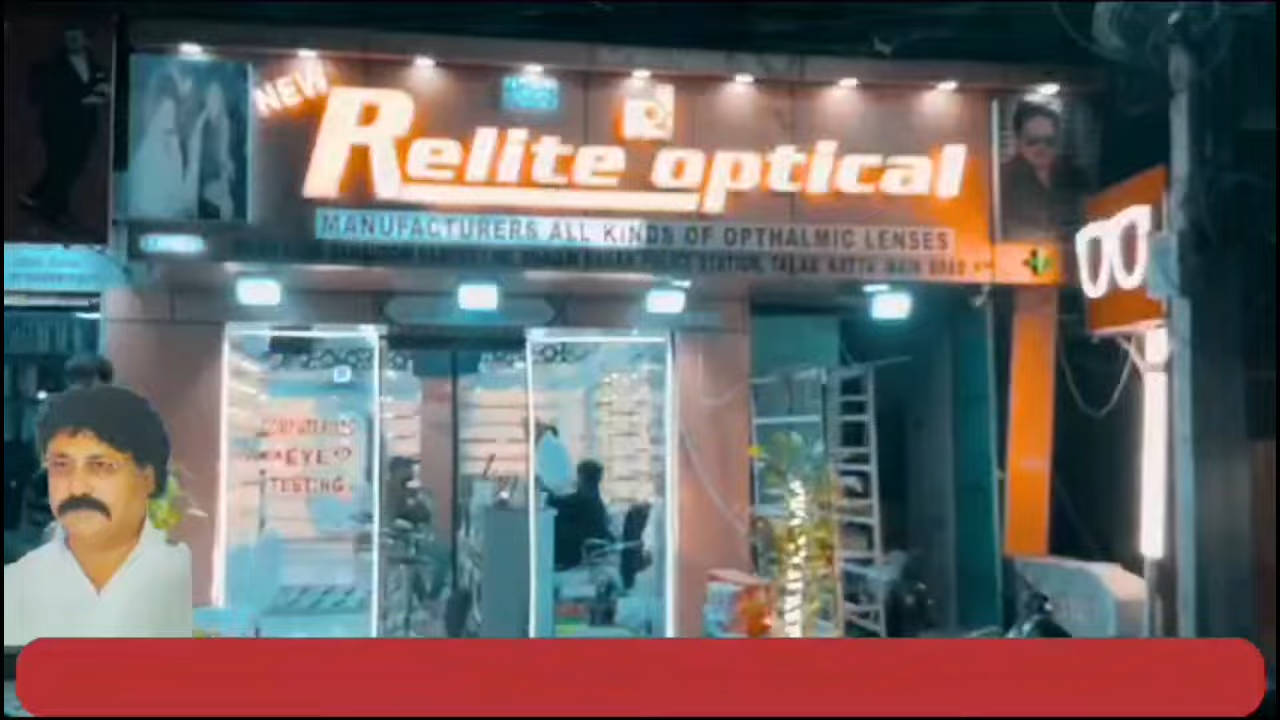 NEW
Relite optical
MANUFACTURERS ALL KINDS OF OPTHALMIC LENSES
POLICE STATION, TALAB KATTA MAIN ROAD
COMPUTERISED
EYE
TESTING